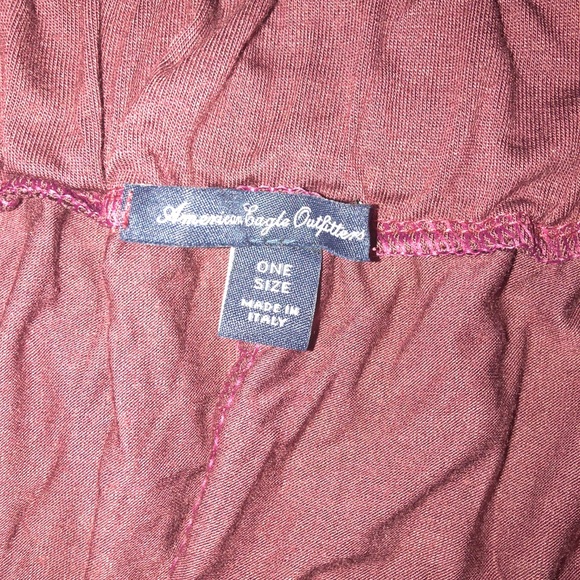 American Eagle Outfitters
ONE
SIZE
MADE IN
ITALY